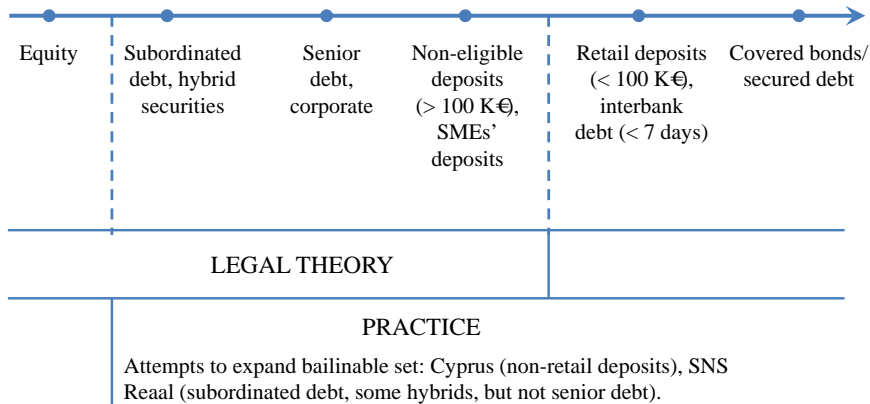 Equity
Subordinated
debt, hybrid
securities
Senior
debt,
corporate
Non-eligible
deposits
(> 100 K€),
SMEs’
deposits
Retail deposits
(< 100 K€),
interbank
debt (< 7 days)
Covered bonds/
secured debt
LEGAL THEORY
PRACTICE
Attempts to expand bailinable set: Cyprus (non-retail deposits), SNS
Reaal (subordinated debt, some hybrids, but not senior debt).